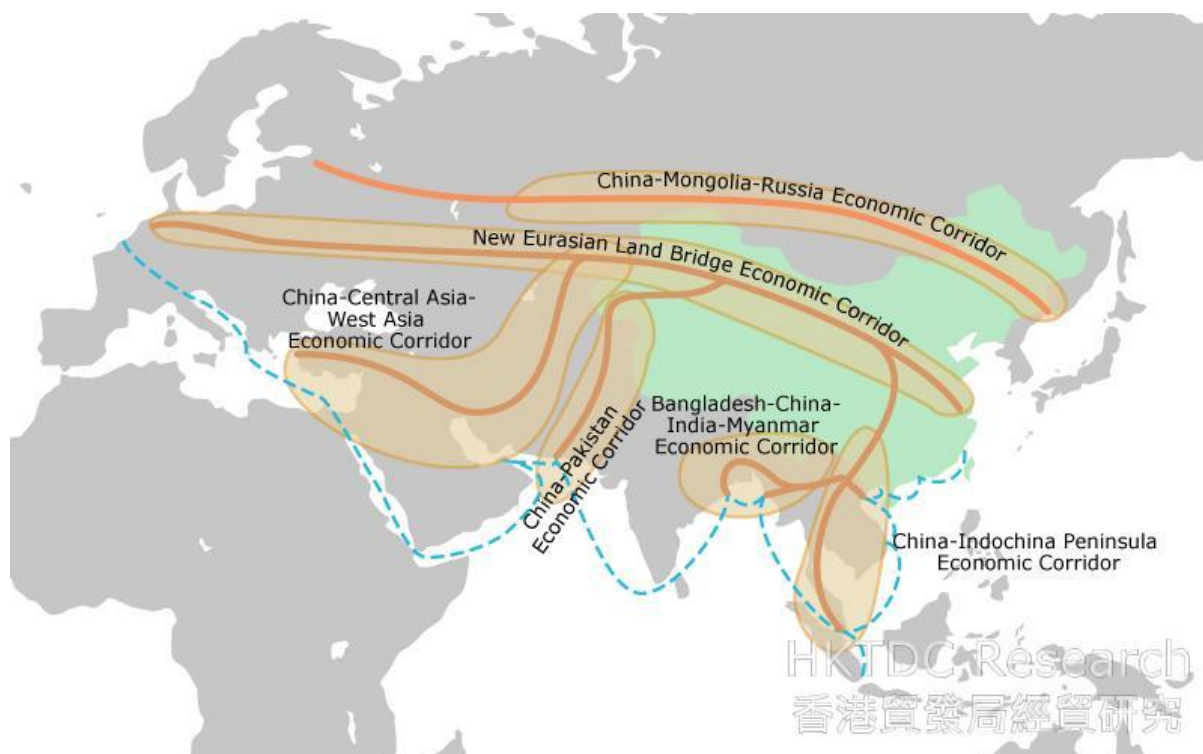 China-Mongolia-Russia Economic Corridor
New Eurasian Land Bridge Economic Corridor
China-Central Asia-
West Asia
Economic Corridor
China-Pakistan
Economic Corridor
Bangladesh-China-
India-Myanmar
Economic Corridor
China-Indochina Peninsula
Economic Corridor
HKTDC Research
香港貿發局經貿研究